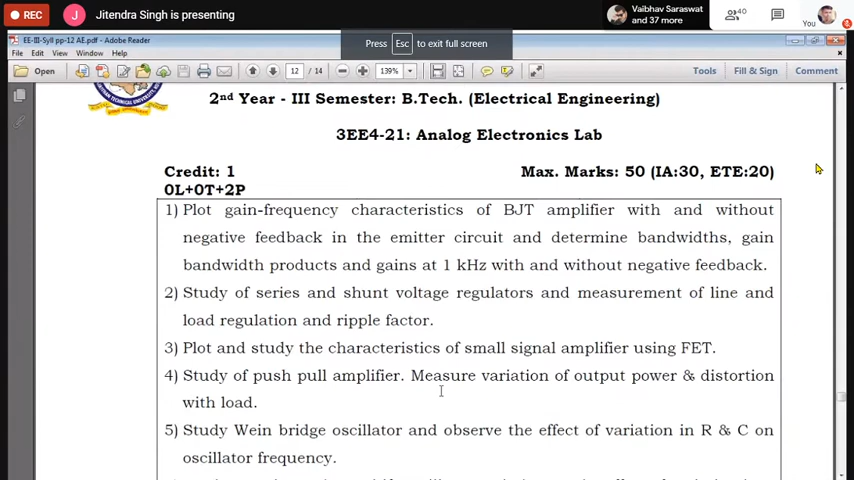 REC
J
Jitendra Singh is presenting
Vaibhav Saraswat
and 37 more
40
You
EE-III-Syll pp-12 AE.pdf - Adobe Reader
Press Esc to exit full screen
File Edit View Window Help
Open
12 / 14
139%
Tools
Fill & Sign
Comment
2nd Year - III Semester: B.Tech. (Electrical Engineering)
3EE4-21: Analog Electronics Lab
Credit: 1
Max. Marks: 50 (IA:30, ETE:20)
0L+0T+2P
1) Plot gain-frequency characteristics of BJT amplifier with and without
negative feedback in the emitter circuit and determine bandwidths, gain
bandwidth products and gains at 1 kHz with and without negative feedback.
2) Study of series and shunt voltage regulators and measurement of line and
load regulation and ripple factor.
3) Plot and study the characteristics of small signal amplifier using FET.
4) Study of push pull amplifier. Measure variation of output power & distortion
with load.
5) Study Wein bridge oscillator and observe the effect of variation in R & C on
oscillator frequency.